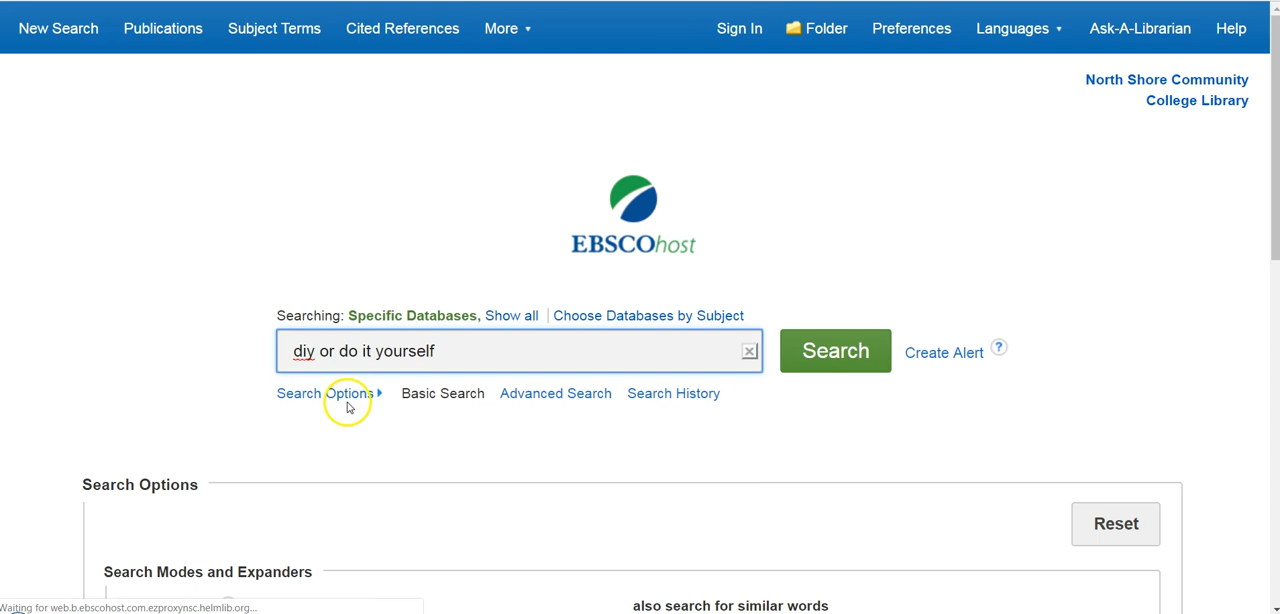 New Search Publications Subject Terms Cited References More Sign In Folder Preferences Languages Ask-A-Librarian Help
North Shore Community
College Library
EBSCOhost
Searching: Specific Databases, Show all | Choose Databases by Subject
diy or do it yourself
Search
Create Alert ?
Search Options Basic Search Advanced Search Search History
Search Options
Reset
Search Modes and Expanders
also search for similar words
Waiting for web.b.ebscohost.com.ezproxynsc.helmlib.org...